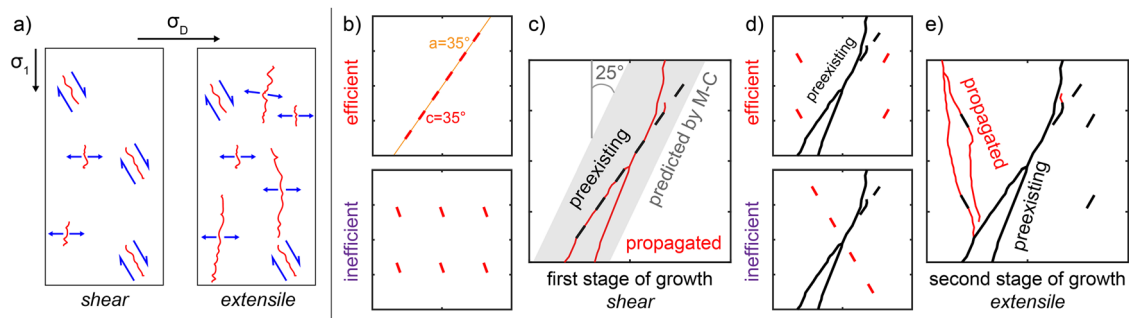 a)
σD
σ1
shear
extensile
b)
efficient
a=35°
c=35°
inefficient
c)
25°
preexisting
predicted by M-C
propagated
first stage of growth
shear
d)
efficient
preexisting
inefficient
e)
propagated
preexisting
second stage of growth
extensile